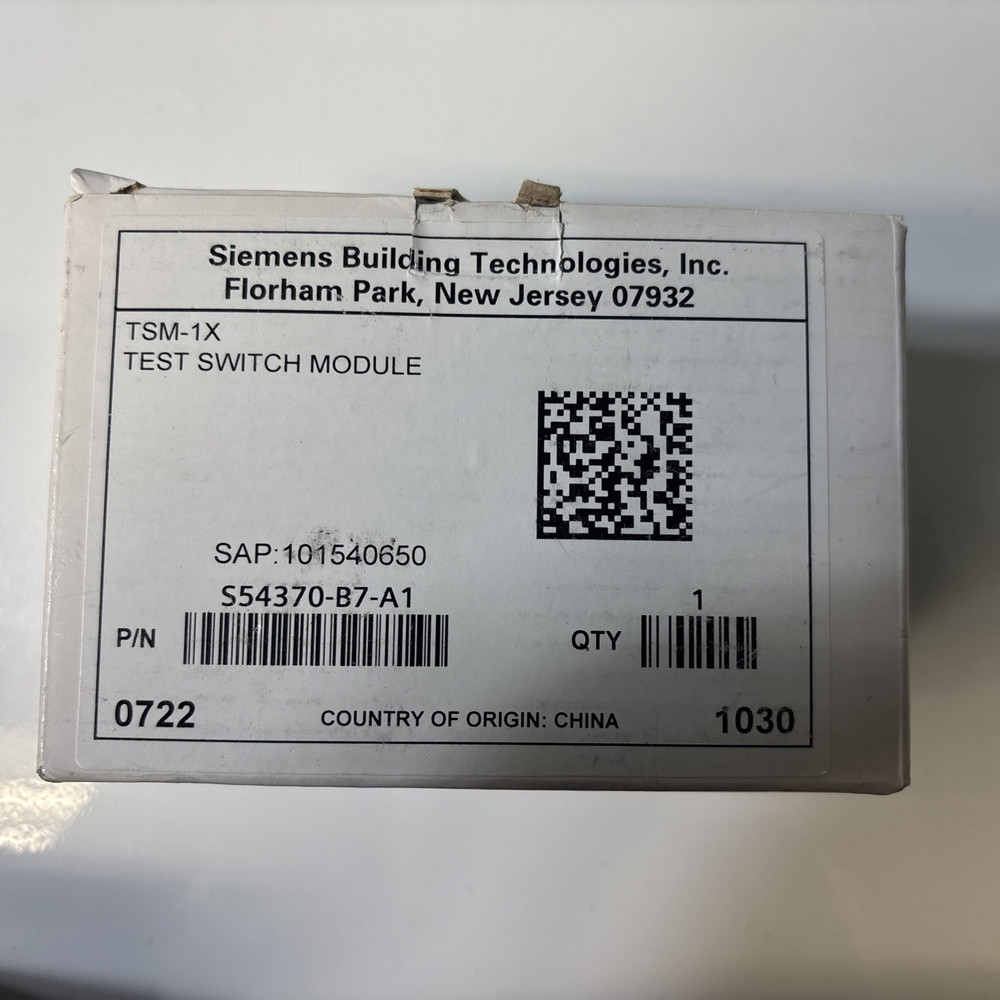 Siemens Building Technologies, Inc.
Florham Park, New Jersey 07932
TSM-1X
TEST SWITCH MODULE
SAP:101540650
S54370-B7-A1
1
P/N
QTY
0722
COUNTRY OF ORIGIN: CHINA
1030